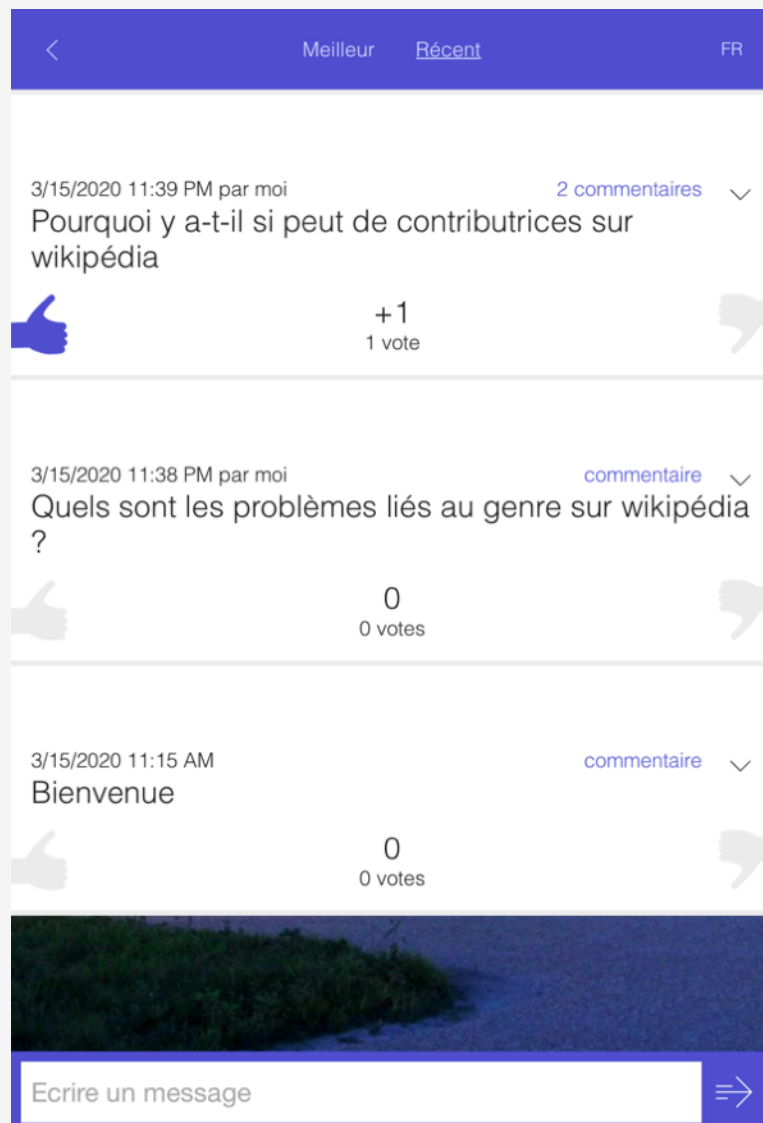 Meilleur Récent FR
3/15/2020 11:39 PM par moi 2 commentaires
Pourquoi y a-t-il si peut de contributrices sur
wikipédia
+1
1 vote
3/15/2020 11:38 PM par moi commentaire
Quels sont les problèmes liés au genre sur wikipédia
?
0
0 votes
3/15/2020 11:15 AM commentaire
Bienvenue
0
0 votes
Ecrire un message